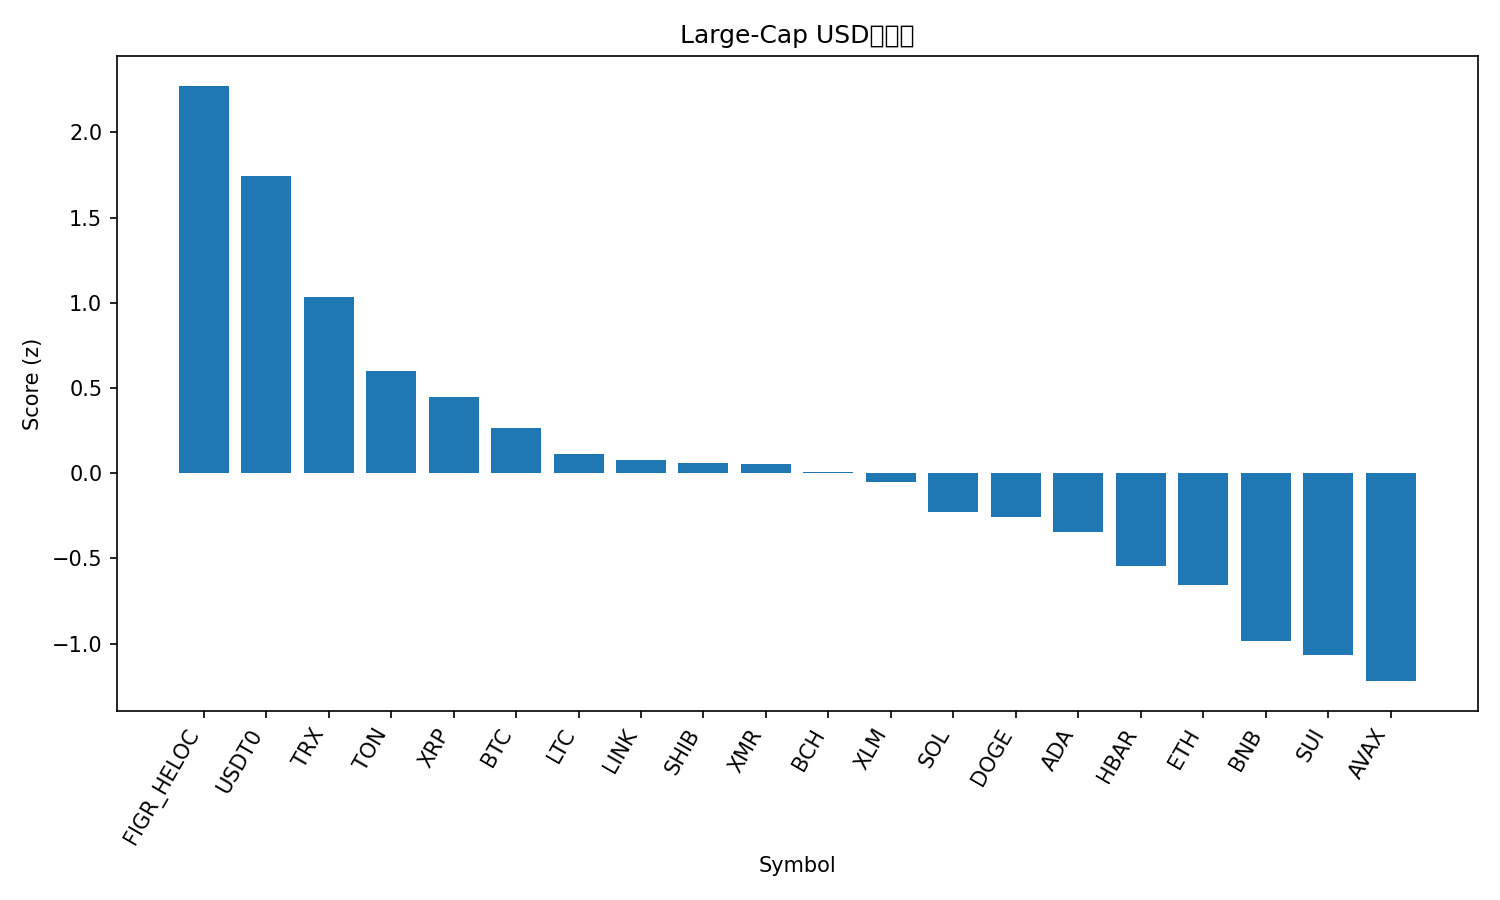 Large-Cap USD
Score (z)
2.0
1.5
1.0
0.5
0.0
−0.5
−1.0
FIGR_HELOC
USDT0
TRX
TON
XRP
BTC
LTC
LINK
SHIB
XMR
BCH
XLM
SOL
DOGE
ADA
HBAR
ETH
BNB
SUI
AVAX
Symbol